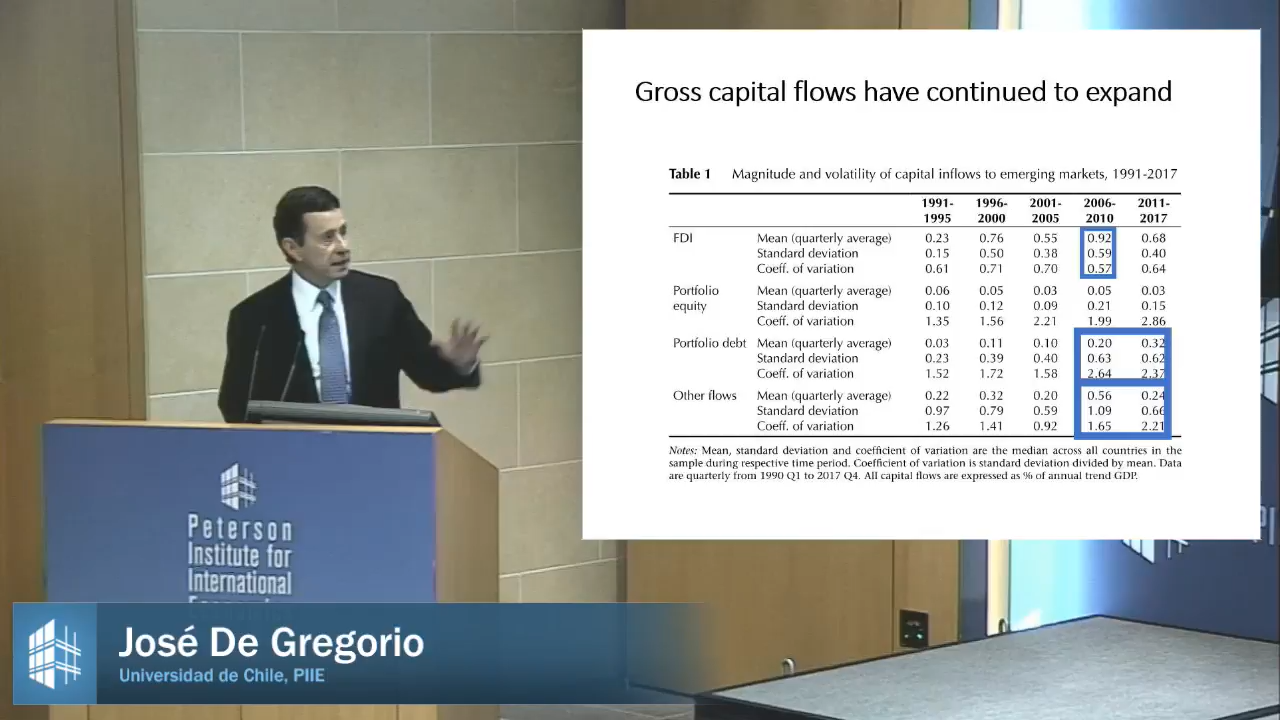 Gross capital flows have continued to expand
Table 1 Magnitude and volatility of capital inflows to emerging markets, 1991-2017
1991- 1996- 2001- 2006- 2011-
1995 2000 2005 2010 2017
FDI Mean (quarterly average) 0.23 0.76 0.55 0.92 0.68
Standard deviation 0.15 0.50 0.38 0.59 0.40
Coeff. of variation 0.61 0.71 0.70 0.57 0.64
Portfolio Mean (quarterly average) 0.06 0.05 0.03 0.05 0.03
equity Standard deviation 0.10 0.12 0.09 0.21 0.15
Coeff. of variation 1.35 1.56 2.21 1.99 2.86
Portfolio debt Mean (quarterly average) 0.03 0.11 0.10 0.20 0.32
Standard deviation 0.23 0.39 0.40 0.63 0.62
Coeff. of variation 1.52 1.72 1.58 2.64 2.37
Other flows Mean (quarterly average) 0.22 0.32 0.20 0.56 0.24
Standard deviation 0.97 0.79 0.59 1.09 0.66
Coeff. of variation 1.26 1.41 0.92 1.65 2.21
Notes: Mean, standard deviation and coefficient of variation are the median across all countries in the
sample during respective time period. Coefficient of variation is standard deviation divided by mean. Data
are quarterly from 1990 Q1 to 2017 Q4. All capital flows are expressed as % of annual trend GDP.
Peterson
Institute for
International
José De Gregorio
Universidad de Chile, PIIE